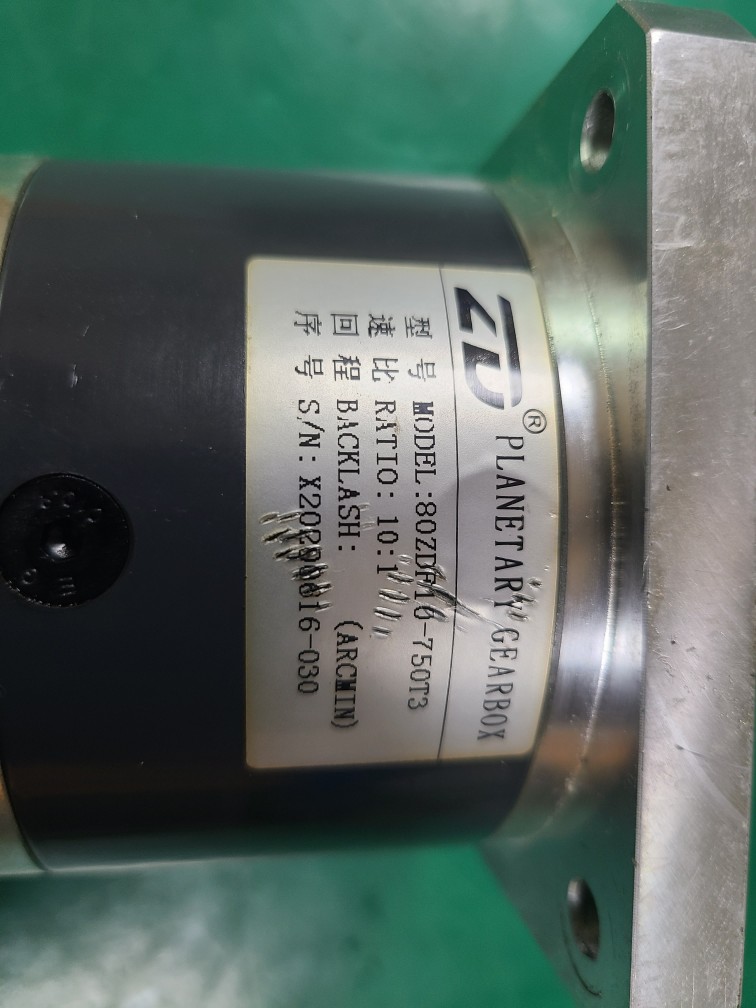 ZD® PLANETARY GEARBOX
型号 MODEL:80ZDF10-750T3
速比 RATIO: 10:1
回程 BACKLASH: (ARCMIN)
序号 S/N: